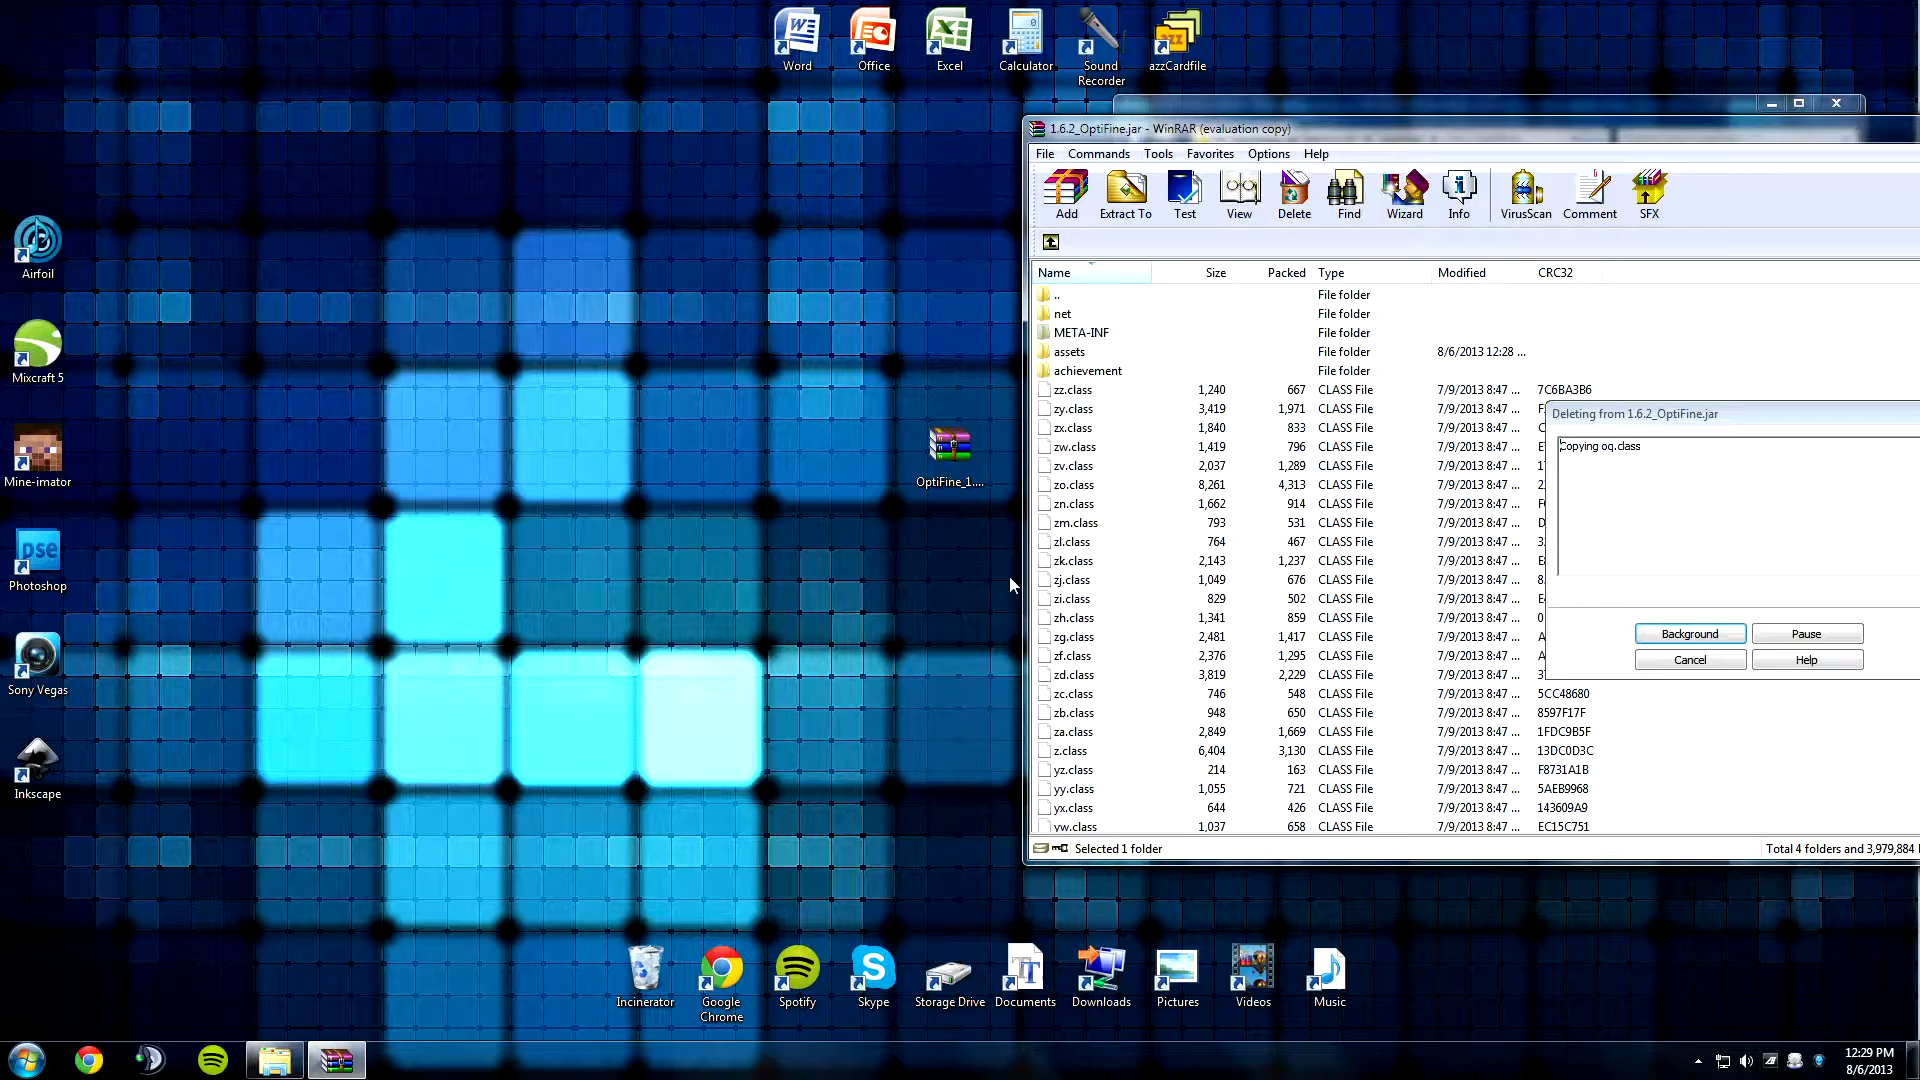 Word
Office
Excel
Calculator
Sound
Recorder
azzCardfile
Airfoil
Mixcraft 5
Mine-imator
Photoshop
Sony Vegas
Inkscape
OptiFine_1....
1.6.2_OptiFine.jar - WinRAR (evaluation copy)
File Commands Tools Favorites Options Help
Add Extract To Test View Delete Find Wizard Info VirusScan Comment SFX
Name Size Packed Type Modified CRC32
.. File folder
net File folder
META-INF File folder
assets File folder 8/6/2013 12:28 ...
achievement File folder
zz.class 1,240 667 CLASS File 7/9/2013 8:47 ... 7C6BA3B6
zy.class 3,419 1,971 CLASS File 7/9/2013 8:47 ...
zx.class 1,840 833 CLASS File 7/9/2013 8:47 ...
zw.class 1,419 796 CLASS File 7/9/2013 8:47 ...
zv.class 2,037 1,289 CLASS File 7/9/2013 8:47 ...
zo.class 8,261 4,313 CLASS File 7/9/2013 8:47 ...
zn.class 1,662 914 CLASS File 7/9/2013 8:47 ...
zm.class 793 531 CLASS File 7/9/2013 8:47 ...
zl.class 764 467 CLASS File 7/9/2013 8:47 ...
zk.class 2,143 1,237 CLASS File 7/9/2013 8:47 ...
zj.class 1,049 676 CLASS File 7/9/2013 8:47 ...
zi.class 829 502 CLASS File 7/9/2013 8:47 ...
zh.class 1,341 859 CLASS File 7/9/2013 8:47 ...
zg.class 2,481 1,417 CLASS File 7/9/2013 8:47 ...
zf.class 2,376 1,295 CLASS File 7/9/2013 8:47 ...
zd.class 3,819 2,229 CLASS File 7/9/2013 8:47 ...
zc.class 746 548 CLASS File 7/9/2013 8:47 ... 5CC48680
zb.class 948 650 CLASS File 7/9/2013 8:47 ... 8597F17F
za.class 2,849 1,669 CLASS File 7/9/2013 8:47 ... 1FDC9B5F
z.class 6,404 3,130 CLASS File 7/9/2013 8:47 ... 13DC0D3C
yz.class 214 163 CLASS File 7/9/2013 8:47 ... F8731A1B
yy.class 1,055 721 CLASS File 7/9/2013 8:47 ... 5AEB9968
yx.class 644 426 CLASS File 7/9/2013 8:47 ... 143609A9
yw.class 1,037 658 CLASS File 7/9/2013 8:47 ... EC15C751
Selected 1 folder Total 4 folders and 3,979,884
Deleting from 1.6.2_OptiFine.jar
Copying oq.class
Background Pause
Cancel Help
Incinerator
Google
Chrome
Spotify
Skype
Storage Drive
Documents
Downloads
Pictures
Videos
Music
12:29 PM
8/6/2013